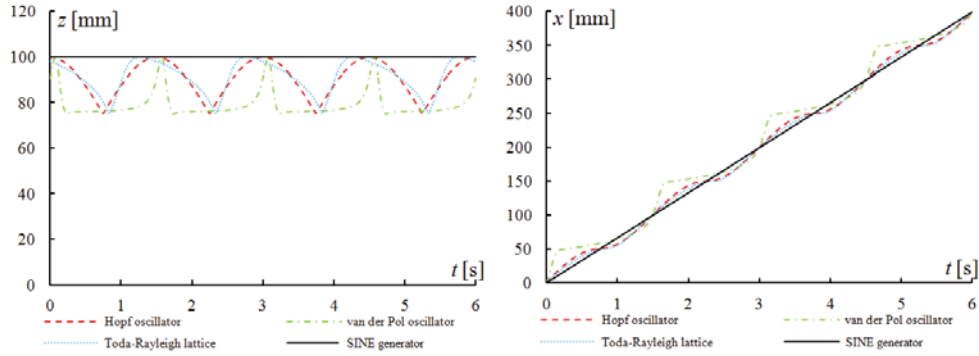 120
z [mm]
100
80
60
40
20
0
t [s]
0 1 2 3 4 5 6
Hopf oscillator
van der Pol oscillator
Toda-Rayleigh lattice
SINE generator
400
x [mm]
350
300
250
200
150
100
50
0
t [s]
0 1 2 3 4 5 6
Hopf oscillator
van der Pol oscillator
Toda-Rayleigh lattice
SINE generator